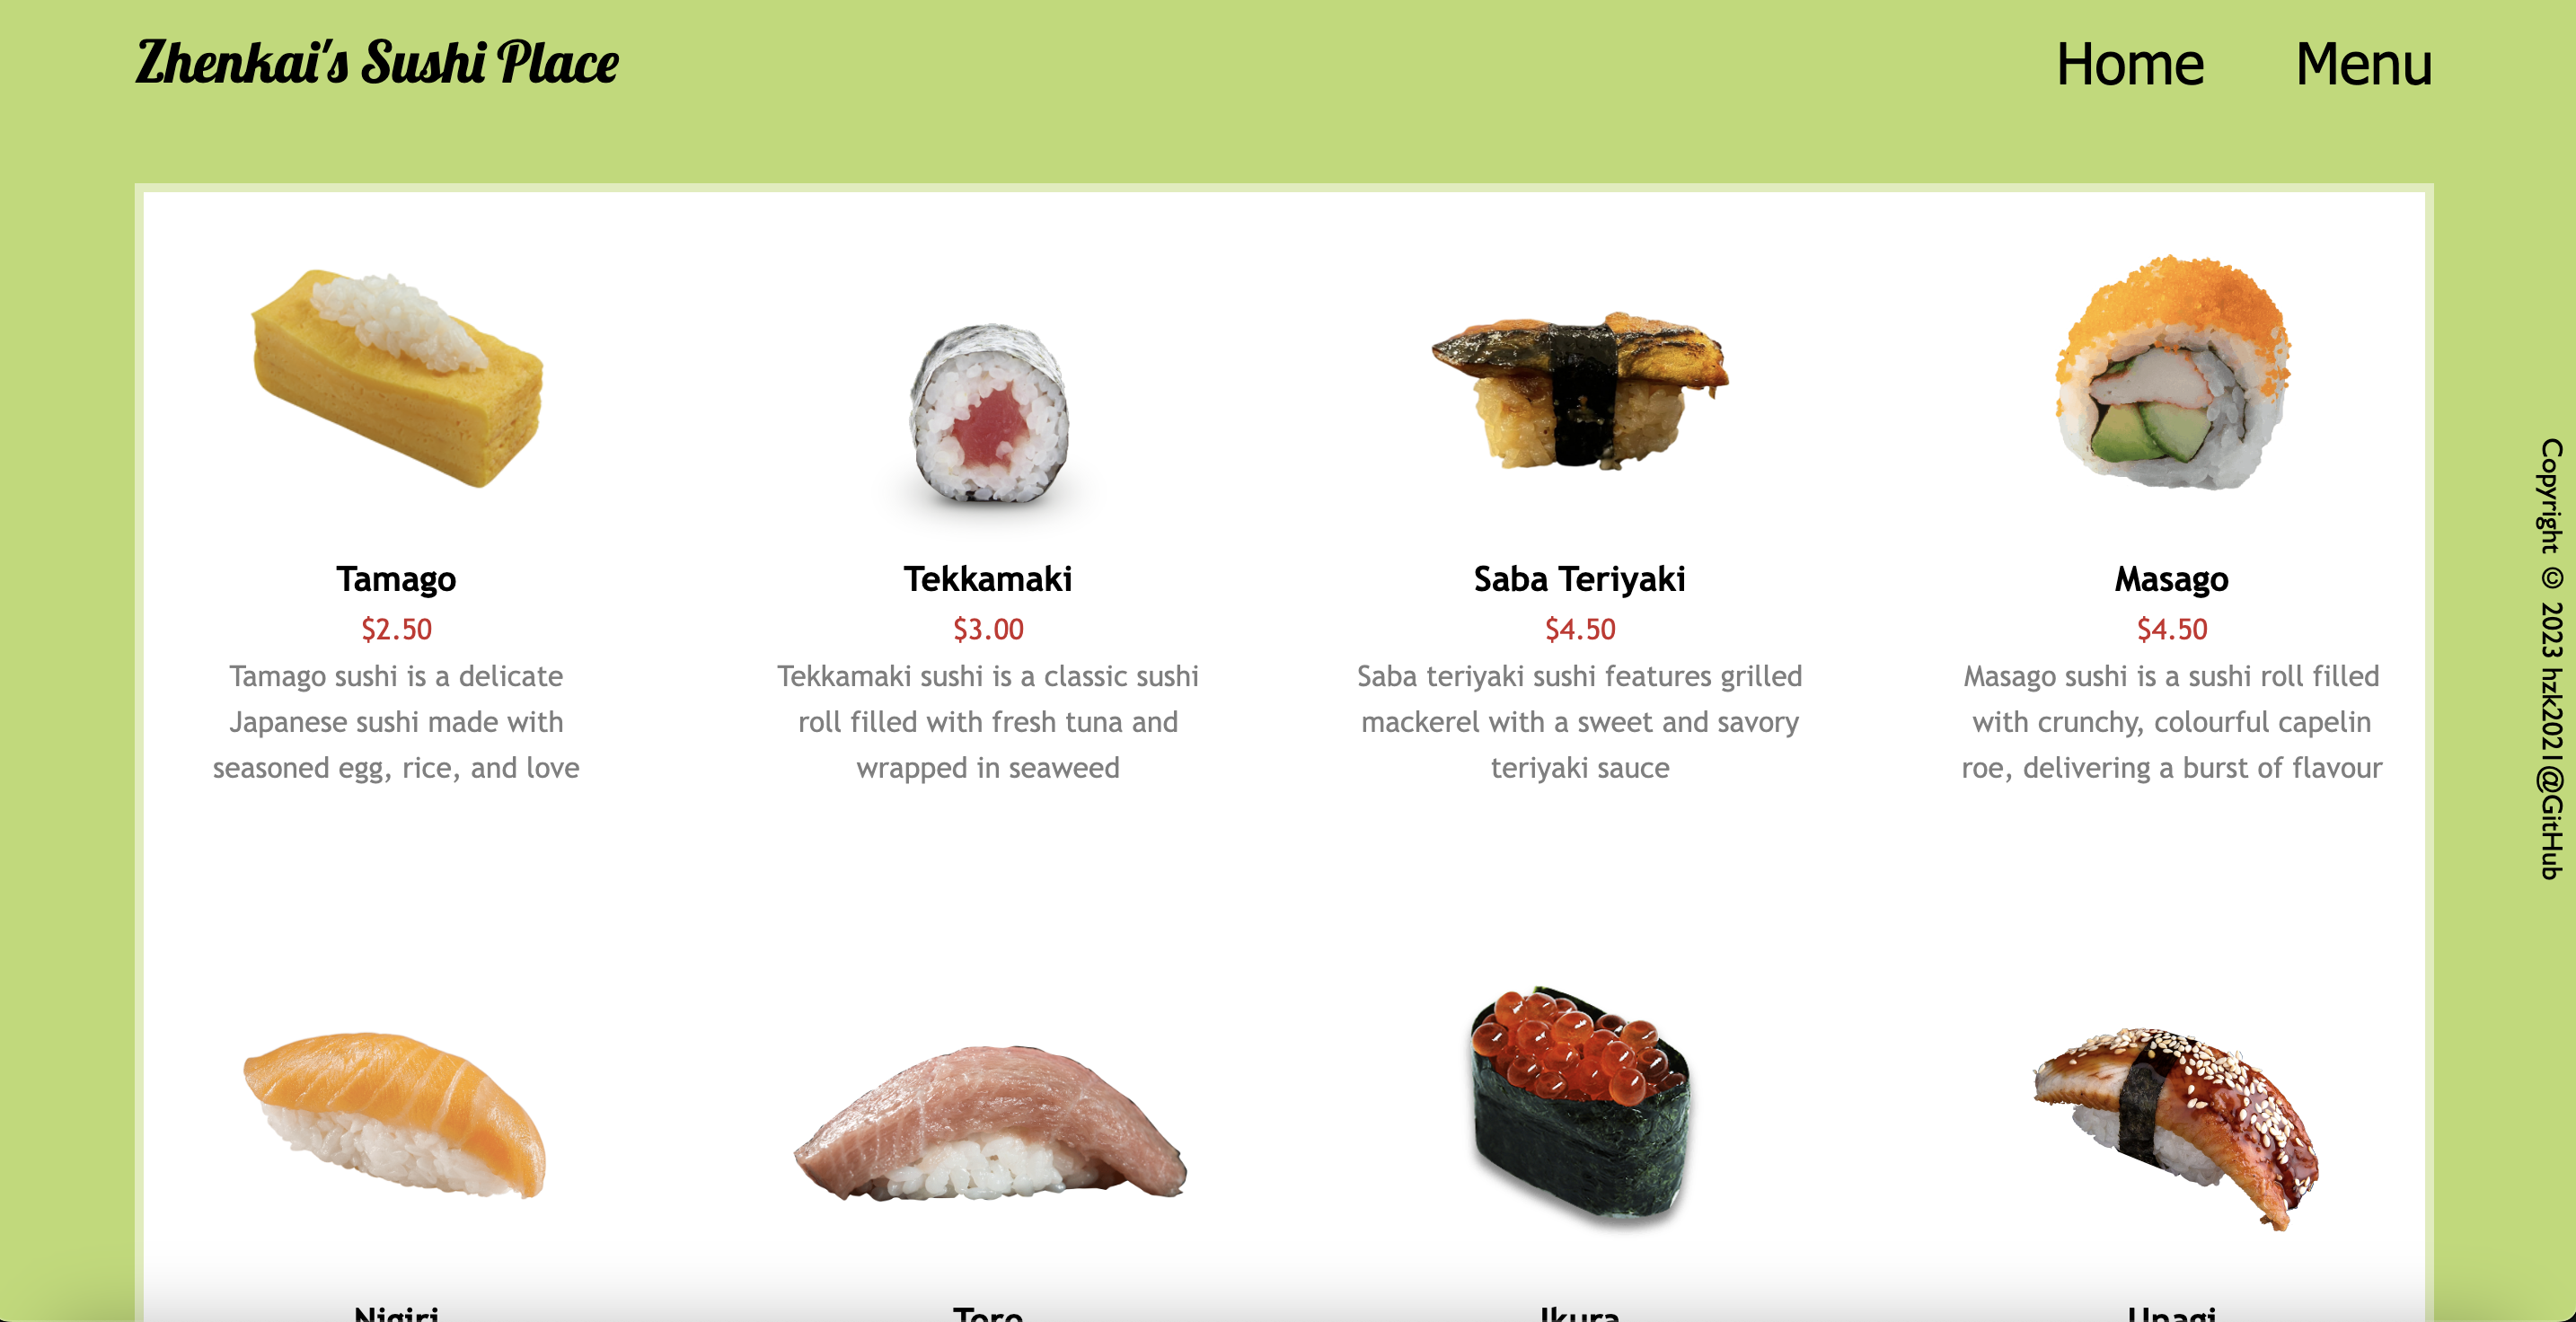 Zhenkai's Sushi Place
Home Menu
Tamago
$2.50
Tamago sushi is a delicate
Japanese sushi made with
seasoned egg, rice, and love
Tekkamaki
$3.00
Tekkamaki sushi is a classic sushi
roll filled with fresh tuna and
wrapped in seaweed
Saba Teriyaki
$4.50
Saba teriyaki sushi features grilled
mackerel with a sweet and savory
teriyaki sauce
Masago
$4.50
Masago sushi is a sushi roll filled
with crunchy, colourful capelin
roe, delivering a burst of flavour
Nigiri
Toro
Ikura
Unagi
Copyright © 2023 hzk2021@GitHub